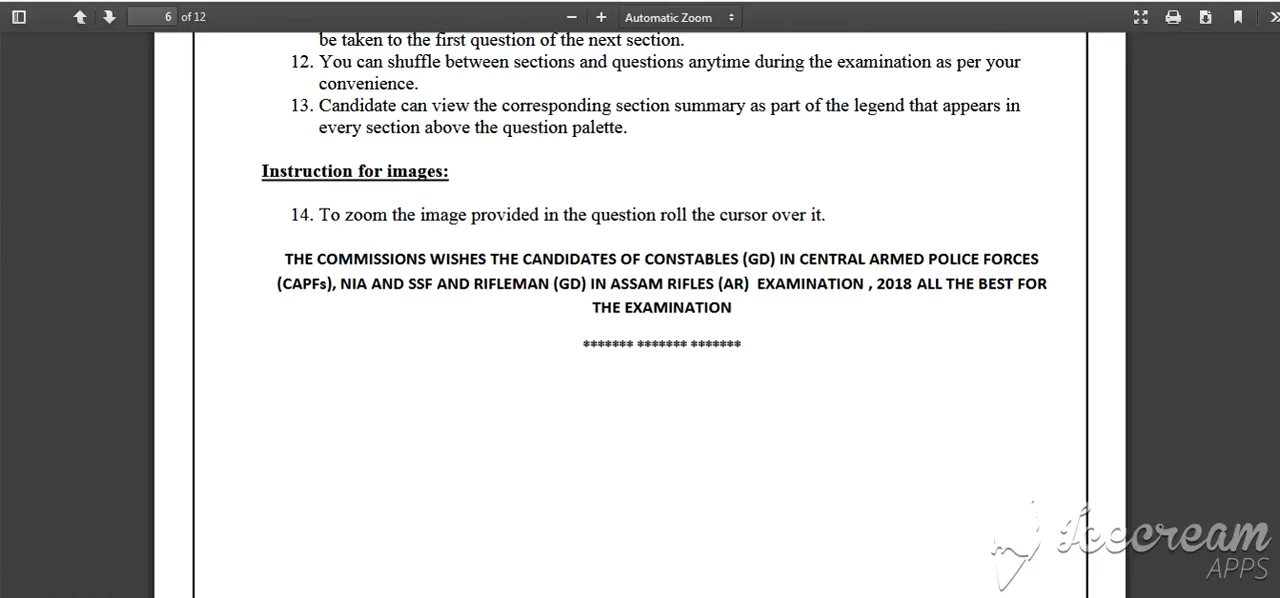 6 of 12
Automatic Zoom
be taken to the first question of the next section.
12. You can shuffle between sections and questions anytime during the examination as per your
convenience.
13. Candidate can view the corresponding section summary as part of the legend that appears in
every section above the question palette.
Instruction for images:
14. To zoom the image provided in the question roll the cursor over it.
THE COMMISSIONS WISHES THE CANDIDATES OF CONSTABLES (GD) IN CENTRAL ARMED POLICE FORCES
(CAPFs), NIA AND SSF AND RIFLEMAN (GD) IN ASSAM RIFLES (AR) EXAMINATION , 2018 ALL THE BEST FOR
THE EXAMINATION
******* ******* *******
Icecream
APPS